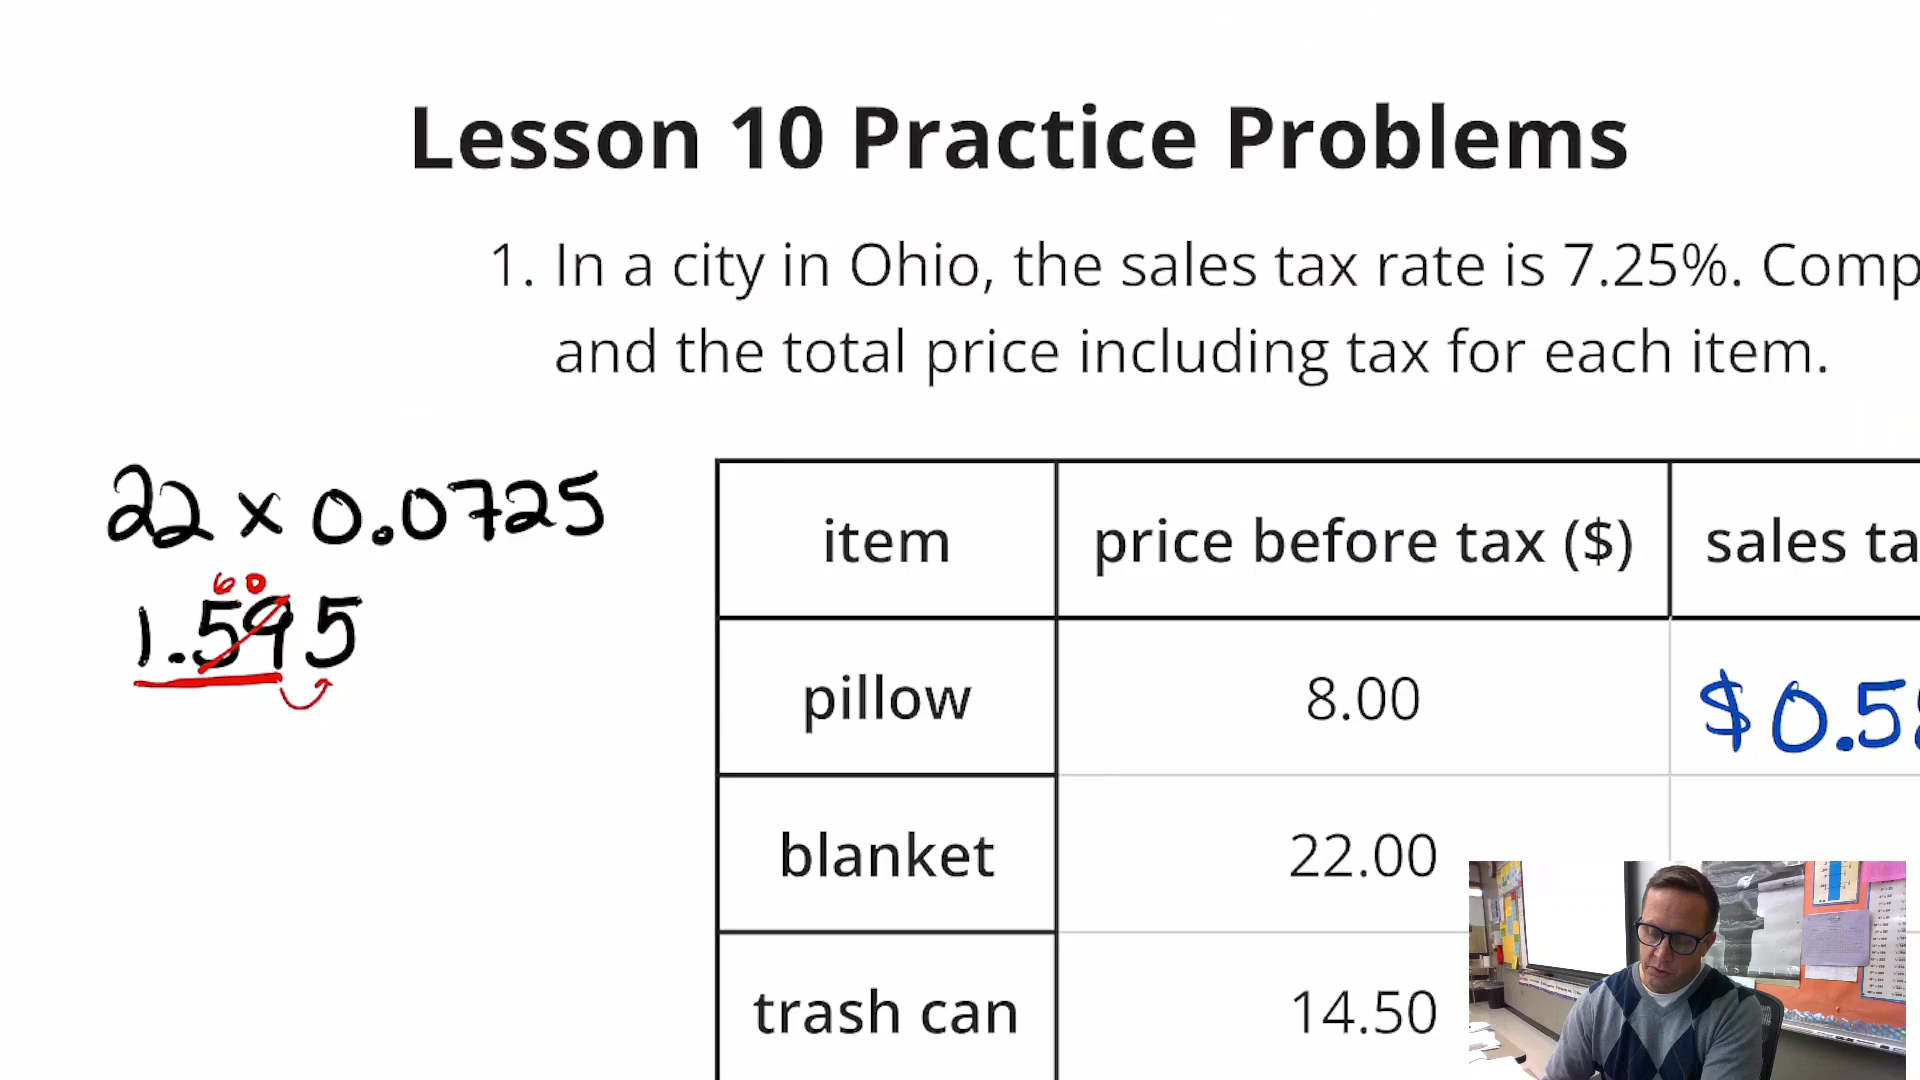 Lesson 10 Practice Problems
1. In a city in Ohio, the sales tax rate is 7.25%. Comp
and the total price including tax for each item.
22 x 0.0725
60
1.595
item price before tax ($) sales ta
pillow 8.00 $0.58
blanket 22.00
trash can 14.50